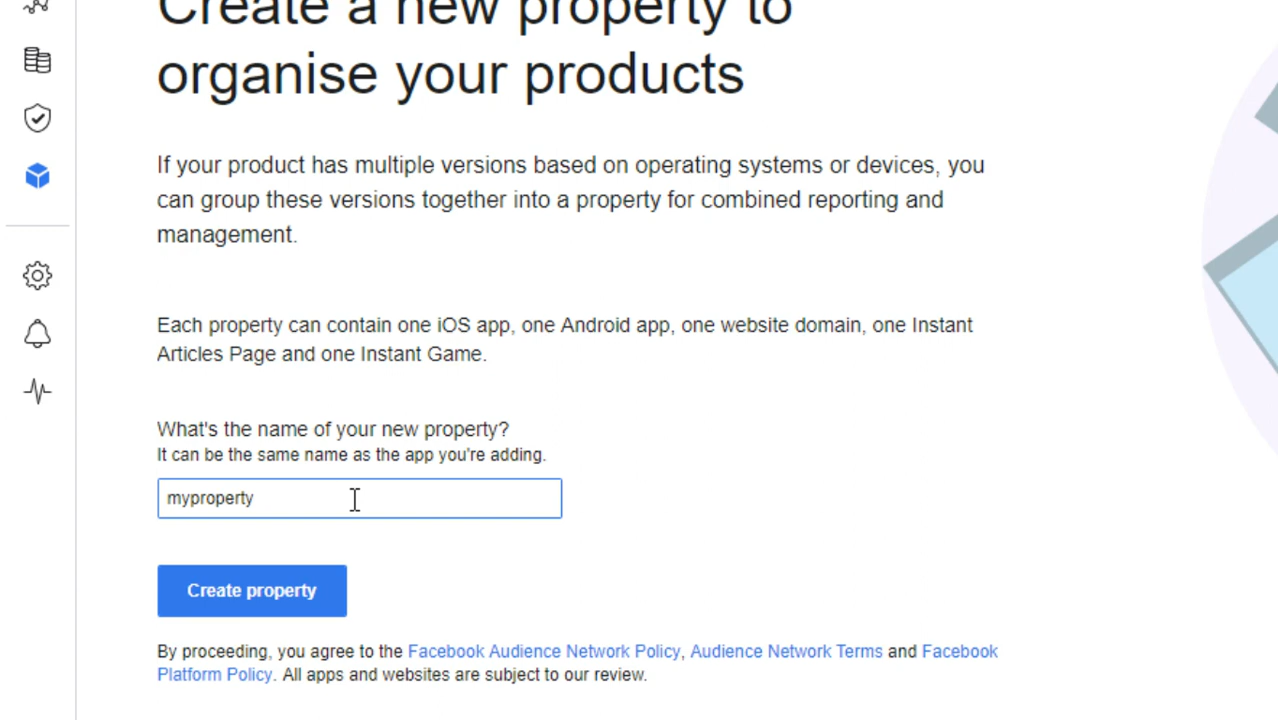 Create a new property to
organise your products
If your product has multiple versions based on operating systems or devices, you
can group these versions together into a property for combined reporting and
management.
Each property can contain one iOS app, one Android app, one website domain, one Instant
Articles Page and one Instant Game.
What's the name of your new property?
It can be the same name as the app you're adding.
myproperty
Create property
By proceeding, you agree to the Facebook Audience Network Policy, Audience Network Terms and Facebook
Platform Policy. All apps and websites are subject to our review.